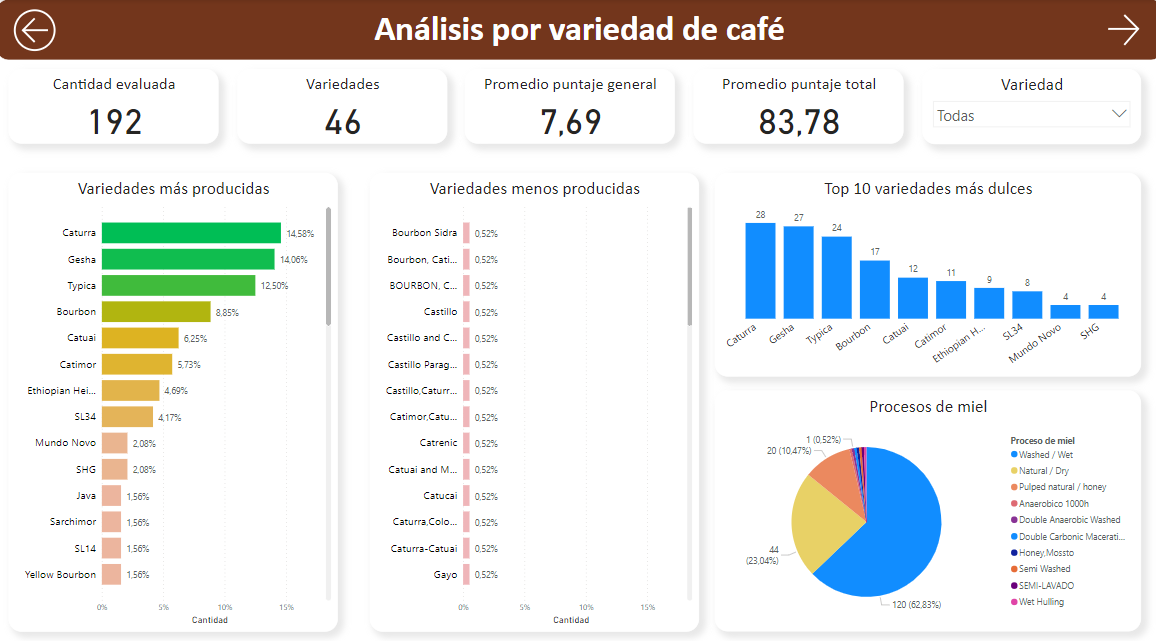 Análisis por variedad de café
Cantidad evaluada
192
Variedades
46
Promedio puntaje general
7,69
Promedio puntaje total
83,78
Variedad
Todas
Variedades más producidas
Caturra 14,58%
Gesha 14,06%
Typica 12,50%
Bourbon 8,85%
Catuai 6,25%
Catimor 5,73%
Ethiopian Hei... 4,69%
SL34 4,17%
Mundo Novo 2,08%
SHG 2,08%
Java 1,56%
Sarchimor 1,56%
SL14 1,56%
Yellow Bourbon 1,56%
0% 5% 10% 15%
Cantidad
Variedades menos producidas
Bourbon Sidra 0,52%
Bourbon, Cati... 0,52%
BOURBON, C... 0,52%
Castillo 0,52%
Castillo and C... 0,52%
Castillo Parag... 0,52%
Castillo,Caturr... 0,52%
Catimor,Catu... 0,52%
Catrenic 0,52%
Catuai and M... 0,52%
Catucai 0,52%
Caturra,Colo... 0,52%
Caturra-Catuai 0,52%
Gayo 0,52%
0% 5% 10% 15%
Cantidad
Top 10 variedades más dulces
28 27 24 17 12 11 9 8 4 4
Caturra Gesha Typica Bourbon Catuai Catimor Ethiopian H... SL34 Mundo Novo SHG
Procesos de miel
1 (0,52%)
20 (10,47%)
44
(23,04%)
120 (62,83%)
Proceso de miel
Washed / Wet
Natural / Dry
Pulped natural / honey
Anaerobico 1000h
Double Anaerobic Washed
Double Carbonic Macerati...
Honey,Mossto
Semi Washed
SEMI-LAVADO
Wet Hulling